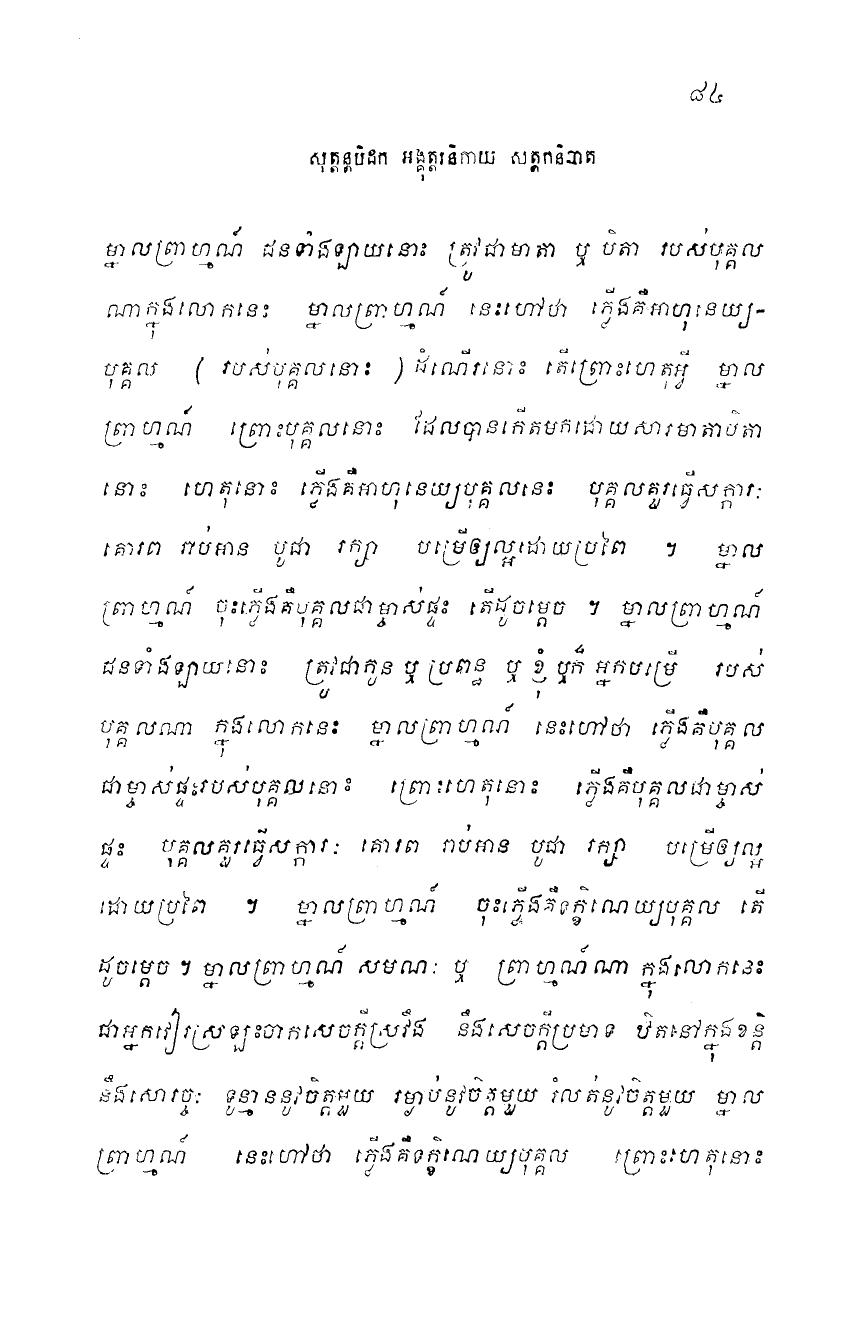 ៨៤
សុត្តន្តបិដក អង្គុត្តរនិកាយ សត្តកនិបាត
ម្នាលព្រាហ្មណ៍ ជនទាំងឡាយនោះ ត្រូវជាមាតា ឬ បិតា របស់បុគ្គល
ណាក្នុងលោកនេះ ម្នាលព្រាហ្មណ៍ នេះហៅថា ភ្លើងគឺអាហុនេយ្យ-
បុគ្គល ( របស់បុគ្គលនោះ ) ដំណើរនោះ តើព្រោះហេតុអ្វី ម្នាល
ព្រាហ្មណ៍ ព្រោះបុគ្គលនោះ ដែលបានកើតមកដោយសារមាតាបិតា
នោះ ហេតុនោះ ភ្លើងគឺអាហុនេយ្យបុគ្គលនេះ បុគ្គលគួរធ្វើសក្ការៈ
គោរព រាប់អាន បូជា រក្សា បម្រើឲ្យល្អដោយប្រពៃ ។ ម្នាល
ព្រាហ្មណ៍ ចុះភ្លើងគឺបុគ្គលជាម្ចាស់ផ្ទះ តើដូចម្តេច ។ ម្នាលព្រាហ្មណ៍
ជនទាំងឡាយនោះ ត្រូវជាកូន ឬ ប្រពន្ធ ឬ ខ្ញុំ ឬក៏ អ្នកបម្រើ របស់
បុគ្គលណា ក្នុងលោកនេះ ម្នាលព្រាហ្មណ៍ នេះហៅថា ភ្លើងគឺបុគ្គល
ជាម្ចាស់ផ្ទះរបស់បុគ្គលនោះ ព្រោះហេតុនោះ ភ្លើងគឺបុគ្គលជាម្ចាស់
ផ្ទះ បុគ្គលគួរធ្វើសក្ការៈ គោរព រាប់អាន បូជា រក្សា បម្រើឲ្យល្អ
ដោយប្រពៃ ។ ម្នាលព្រាហ្មណ៍ ចុះភ្លើងគឺទក្ខិណេយ្យបុគ្គល តើ
ដូចម្តេច ។ ម្នាលព្រាហ្មណ៍ សមណៈ ឬ ព្រាហ្មណ៍ណា ក្នុងលោកនេះ
ជាអ្នកវៀរស្រឡះចាកសេចក្តីស្រវឹង នឹងសេចក្តីប្រមាទ ឋិតនៅក្នុងខន្តិ
នឹងសោរច្ចៈ ទូន្មាននូវចិត្តមួយ រម្ងាប់នូវចិត្តមួយ រំលត់នូវចិត្តមួយ ម្នាល
ព្រាហ្មណ៍ នេះហៅថា ភ្លើងគឺទក្ខិណេយ្យបុគ្គល ព្រោះហេតុនោះ